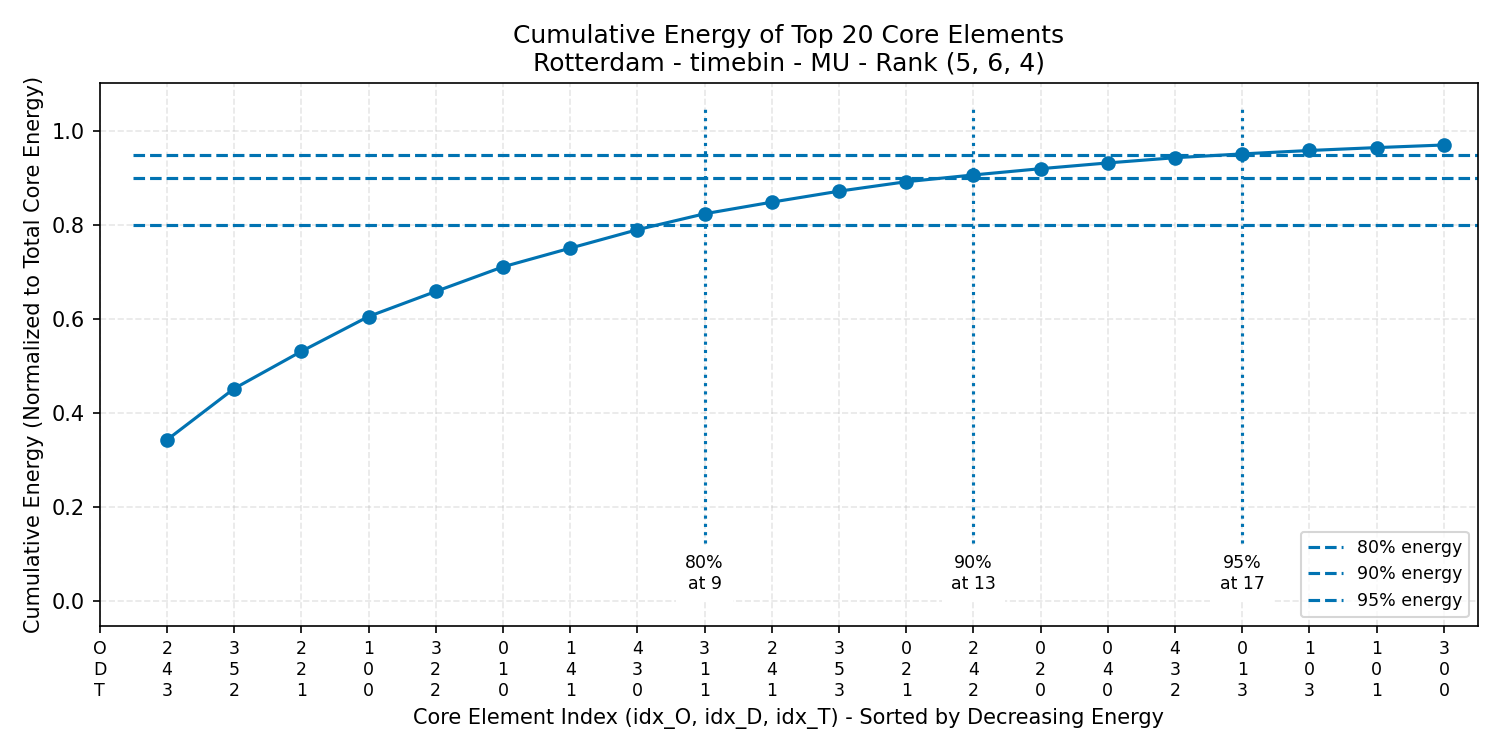 Cumulative Energy of Top 20 Core Elements
Rotterdam - timebin - MU - Rank (5, 6, 4)
Cumulative Energy (Normalized to Total Core Energy)
1.0
0.8
0.6
0.4
0.2
0.0
80%
at 9
90%
at 13
95%
at 17
80% energy
90% energy
95% energy
O 2 3 2 1 3 0 1 4 3 2 3 0 2 0 0 4 0 1 1 3
D 4 5 2 0 2 1 4 3 1 4 5 2 4 2 4 3 1 0 0 0
T 3 2 1 0 2 0 1 0 1 1 3 1 2 0 0 2 3 3 1 0
Core Element Index (idx_O, idx_D, idx_T) - Sorted by Decreasing Energy